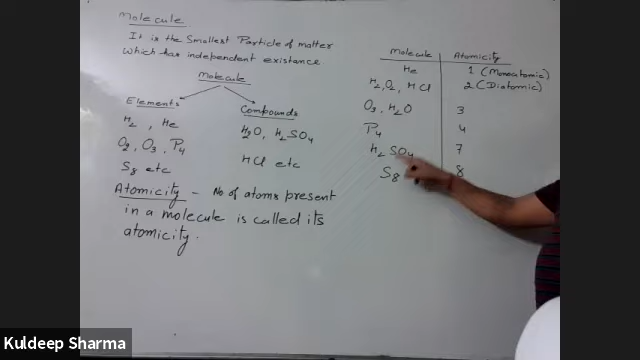 Molecule
It is the Smallest Particle of matter
which has independent existance
Molecule
Elements
Compounds
H2 , He
O2, O3, P4
S8 etc
H2O, H2SO4
HCl etc
Atomicity - No of atoms present
in a molecule is called its
atomicity.
Molecule Atomicity
He 1 (Monoatomic)
H2, O2, HCl 2 (Diatomic)
O3, H2O 3
P4 4
H2SO4 7
S8 8
Kuldeep Sharma